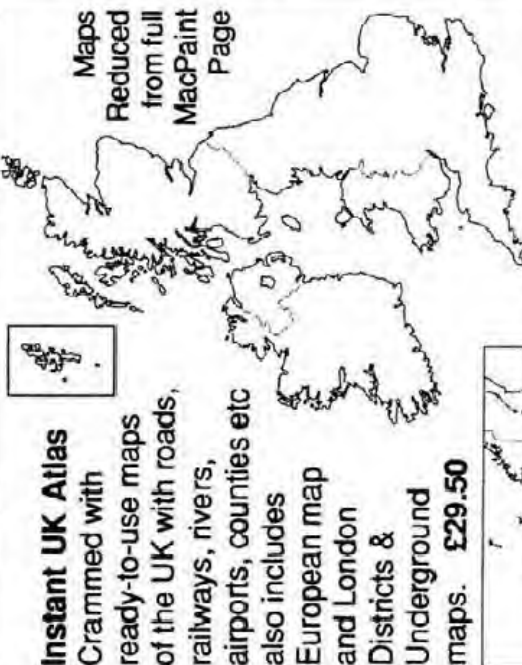 Instant UK Atlas
Crammed with
ready-to-use maps
of the UK with roads,
railways, rivers,
airports, counties etc
also includes
European map
and London
Districts &
Underground
maps. £29.50
Maps
Reduced
from full
MacPaint
Page